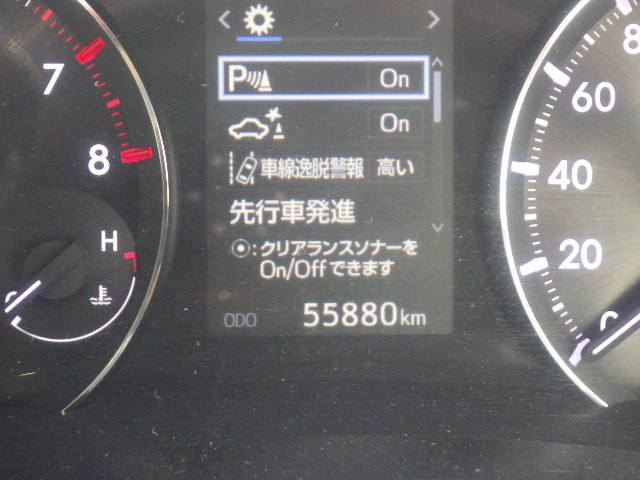 P On
On
車線逸脱警報 高い
先行車発進
⦿:クリアランスソナーを
On/Offできます
ODO 55880km
7
8
H
C
80
60
40
20